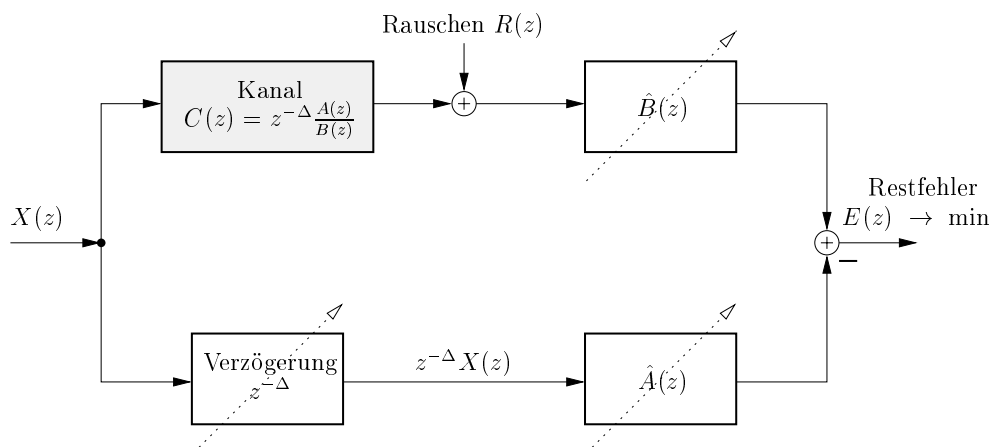 Rauschen R(z)
Kanal
C(z) = z^{-Δ} A(z)/B(z)
+
B̂(z)
Restfehler
X(z)
E(z) → min
+
−
Verzögerung
z^{-Δ}
z^{-Δ}X(z)
Â(z)